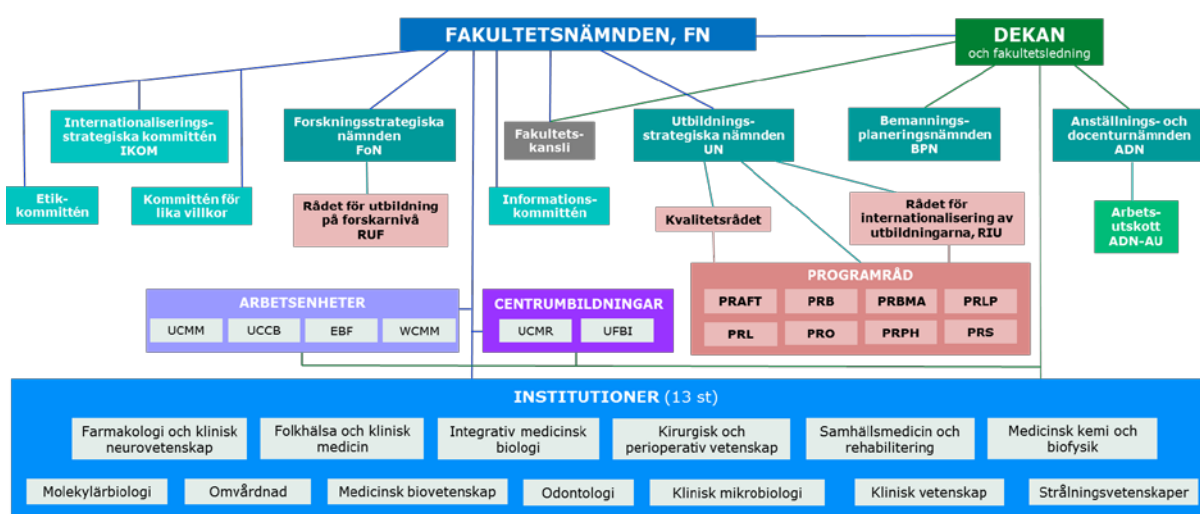 FAKULTETSNÄMNDEN, FN
DEKAN
och fakultetsledning
Internationaliserings-
strategiska kommittén
IKOM
Forskningsstrategiska
nämnden
FoN
Fakultets-
kansli
Utbildnings-
strategiska nämnden
UN
Bemannings-
planeringsnämnden
BPN
Anställnings- och
docenturnämnden
ADN
Etik-
kommittén
Kommittén för
lika villkor
Rådet för utbildning
på forskarnivå
RUF
Informations-
kommittén
Kvalitetsrådet
Rådet för
internationalisering av
utbildningarna, RIU
Arbets-
utskott
ADN-AU
ARBETSENHETER
UCMM
UCCB
EBF
WCMM
CENTRUMBILDNINGAR
UCMR
UFBI
PROGRAMRÅD
PRAFT
PRB
PRBMA
PRLP
PRL
PRO
PRPH
PRS
INSTITUTIONER (13 st)
Farmakologi och klinisk
neurovetenskap
Folkhälsa och klinisk
medicin
Integrativ medicinsk
biologi
Kirurgisk och
perioperativ vetenskap
Samhällsmedicin och
rehabilitering
Medicinsk kemi och
biofysik
Molekylärbiologi
Omvårdnad
Medicinsk biovetenskap
Odontologi
Klinisk mikrobiologi
Klinisk vetenskap
Strålningsvetenskaper